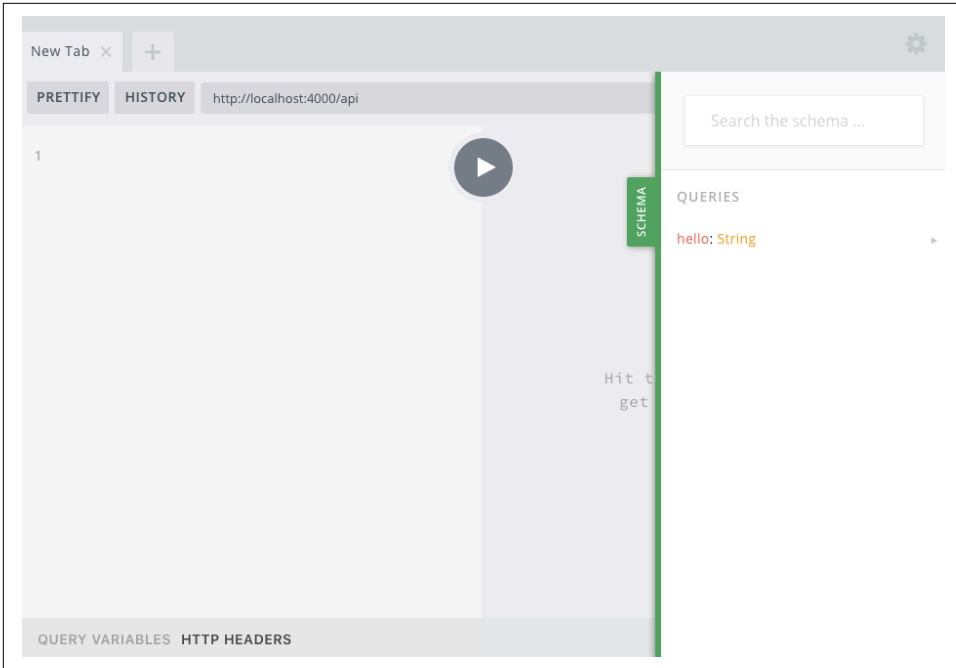 New Tab
PRETTIFY HISTORY http://localhost:4000/api
1
Hit t
get
QUERY VARIABLES HTTP HEADERS
SCHEMA
Search the schema ...
QUERIES
hello: String